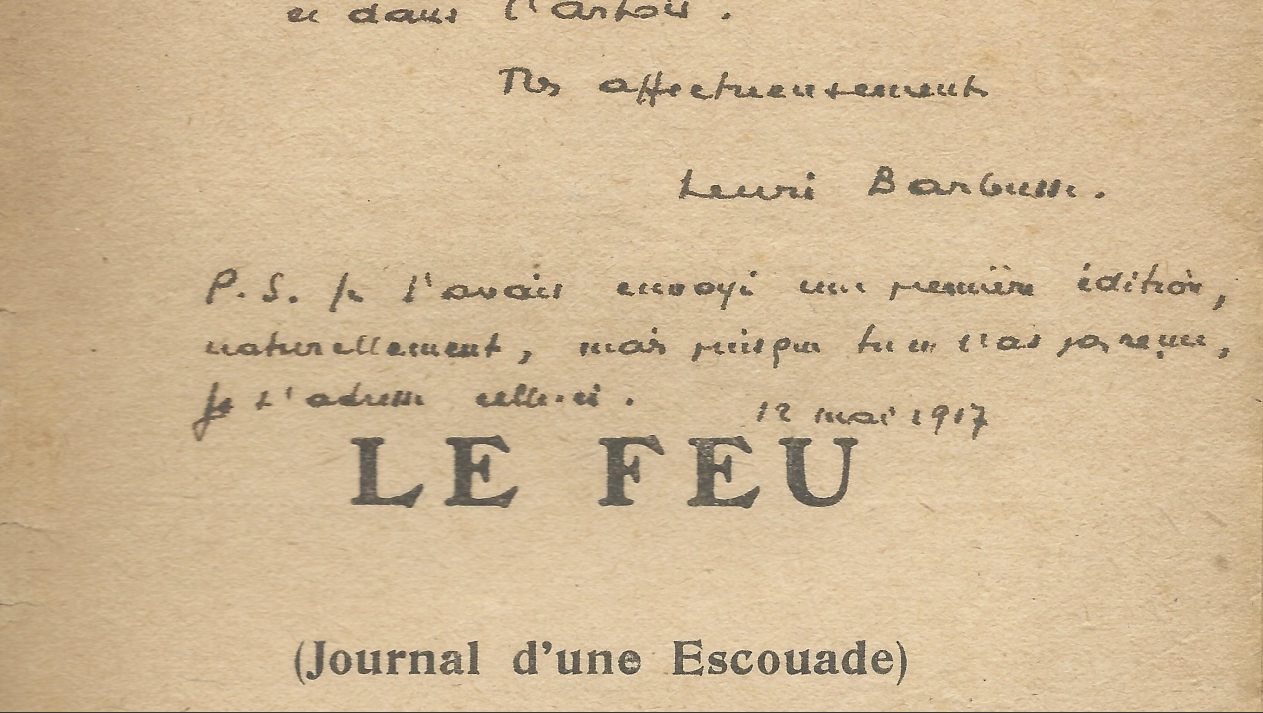 et dans l'Artois.
Très affectueusement
Henri Barbusse.
P.S. Je t'avais envoyé une première édition,
naturellement, mais puisque tu ne l'as pas reçue,
je t'adresse celle-ci.
12 mai 1917
LE FEU
(Journal d'une Escouade)